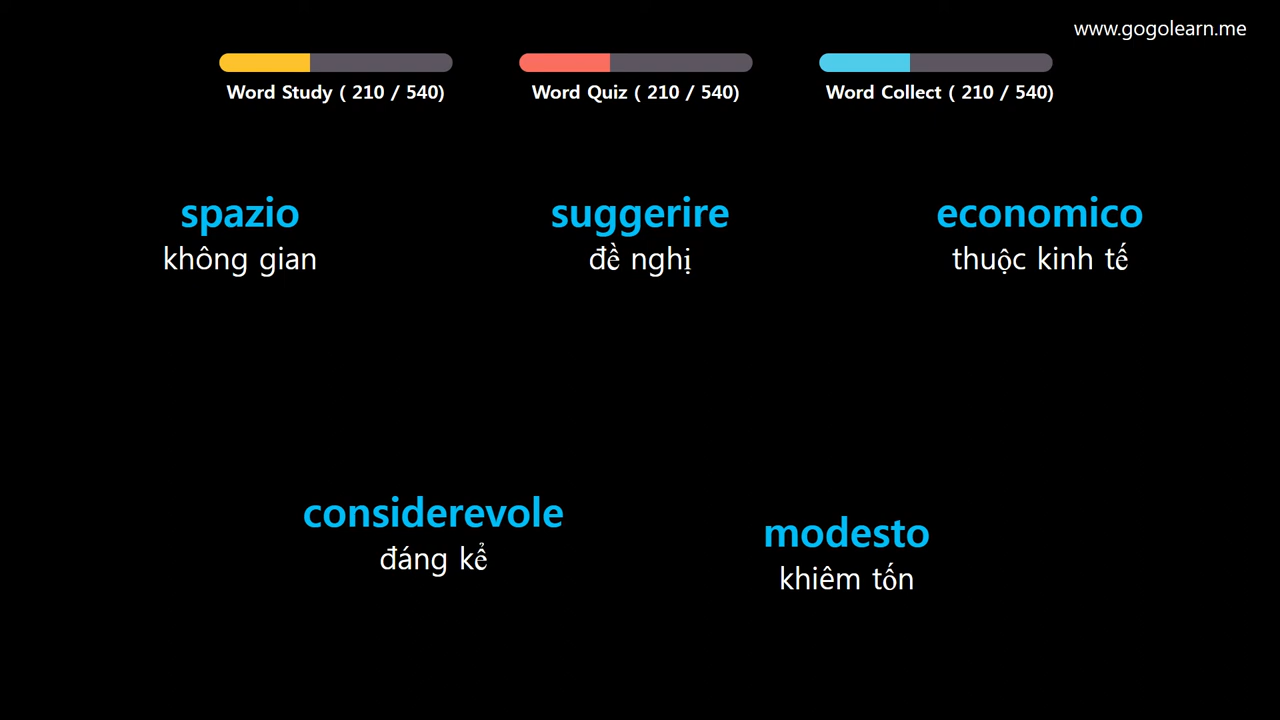 www.gogolearn.me
Word Study ( 210 / 540)
Word Quiz ( 210 / 540)
Word Collect ( 210 / 540)
spazio
không gian
suggerire
đề nghị
economico
thuộc kinh tế
considerevole
đáng kể
modesto
khiêm tốn